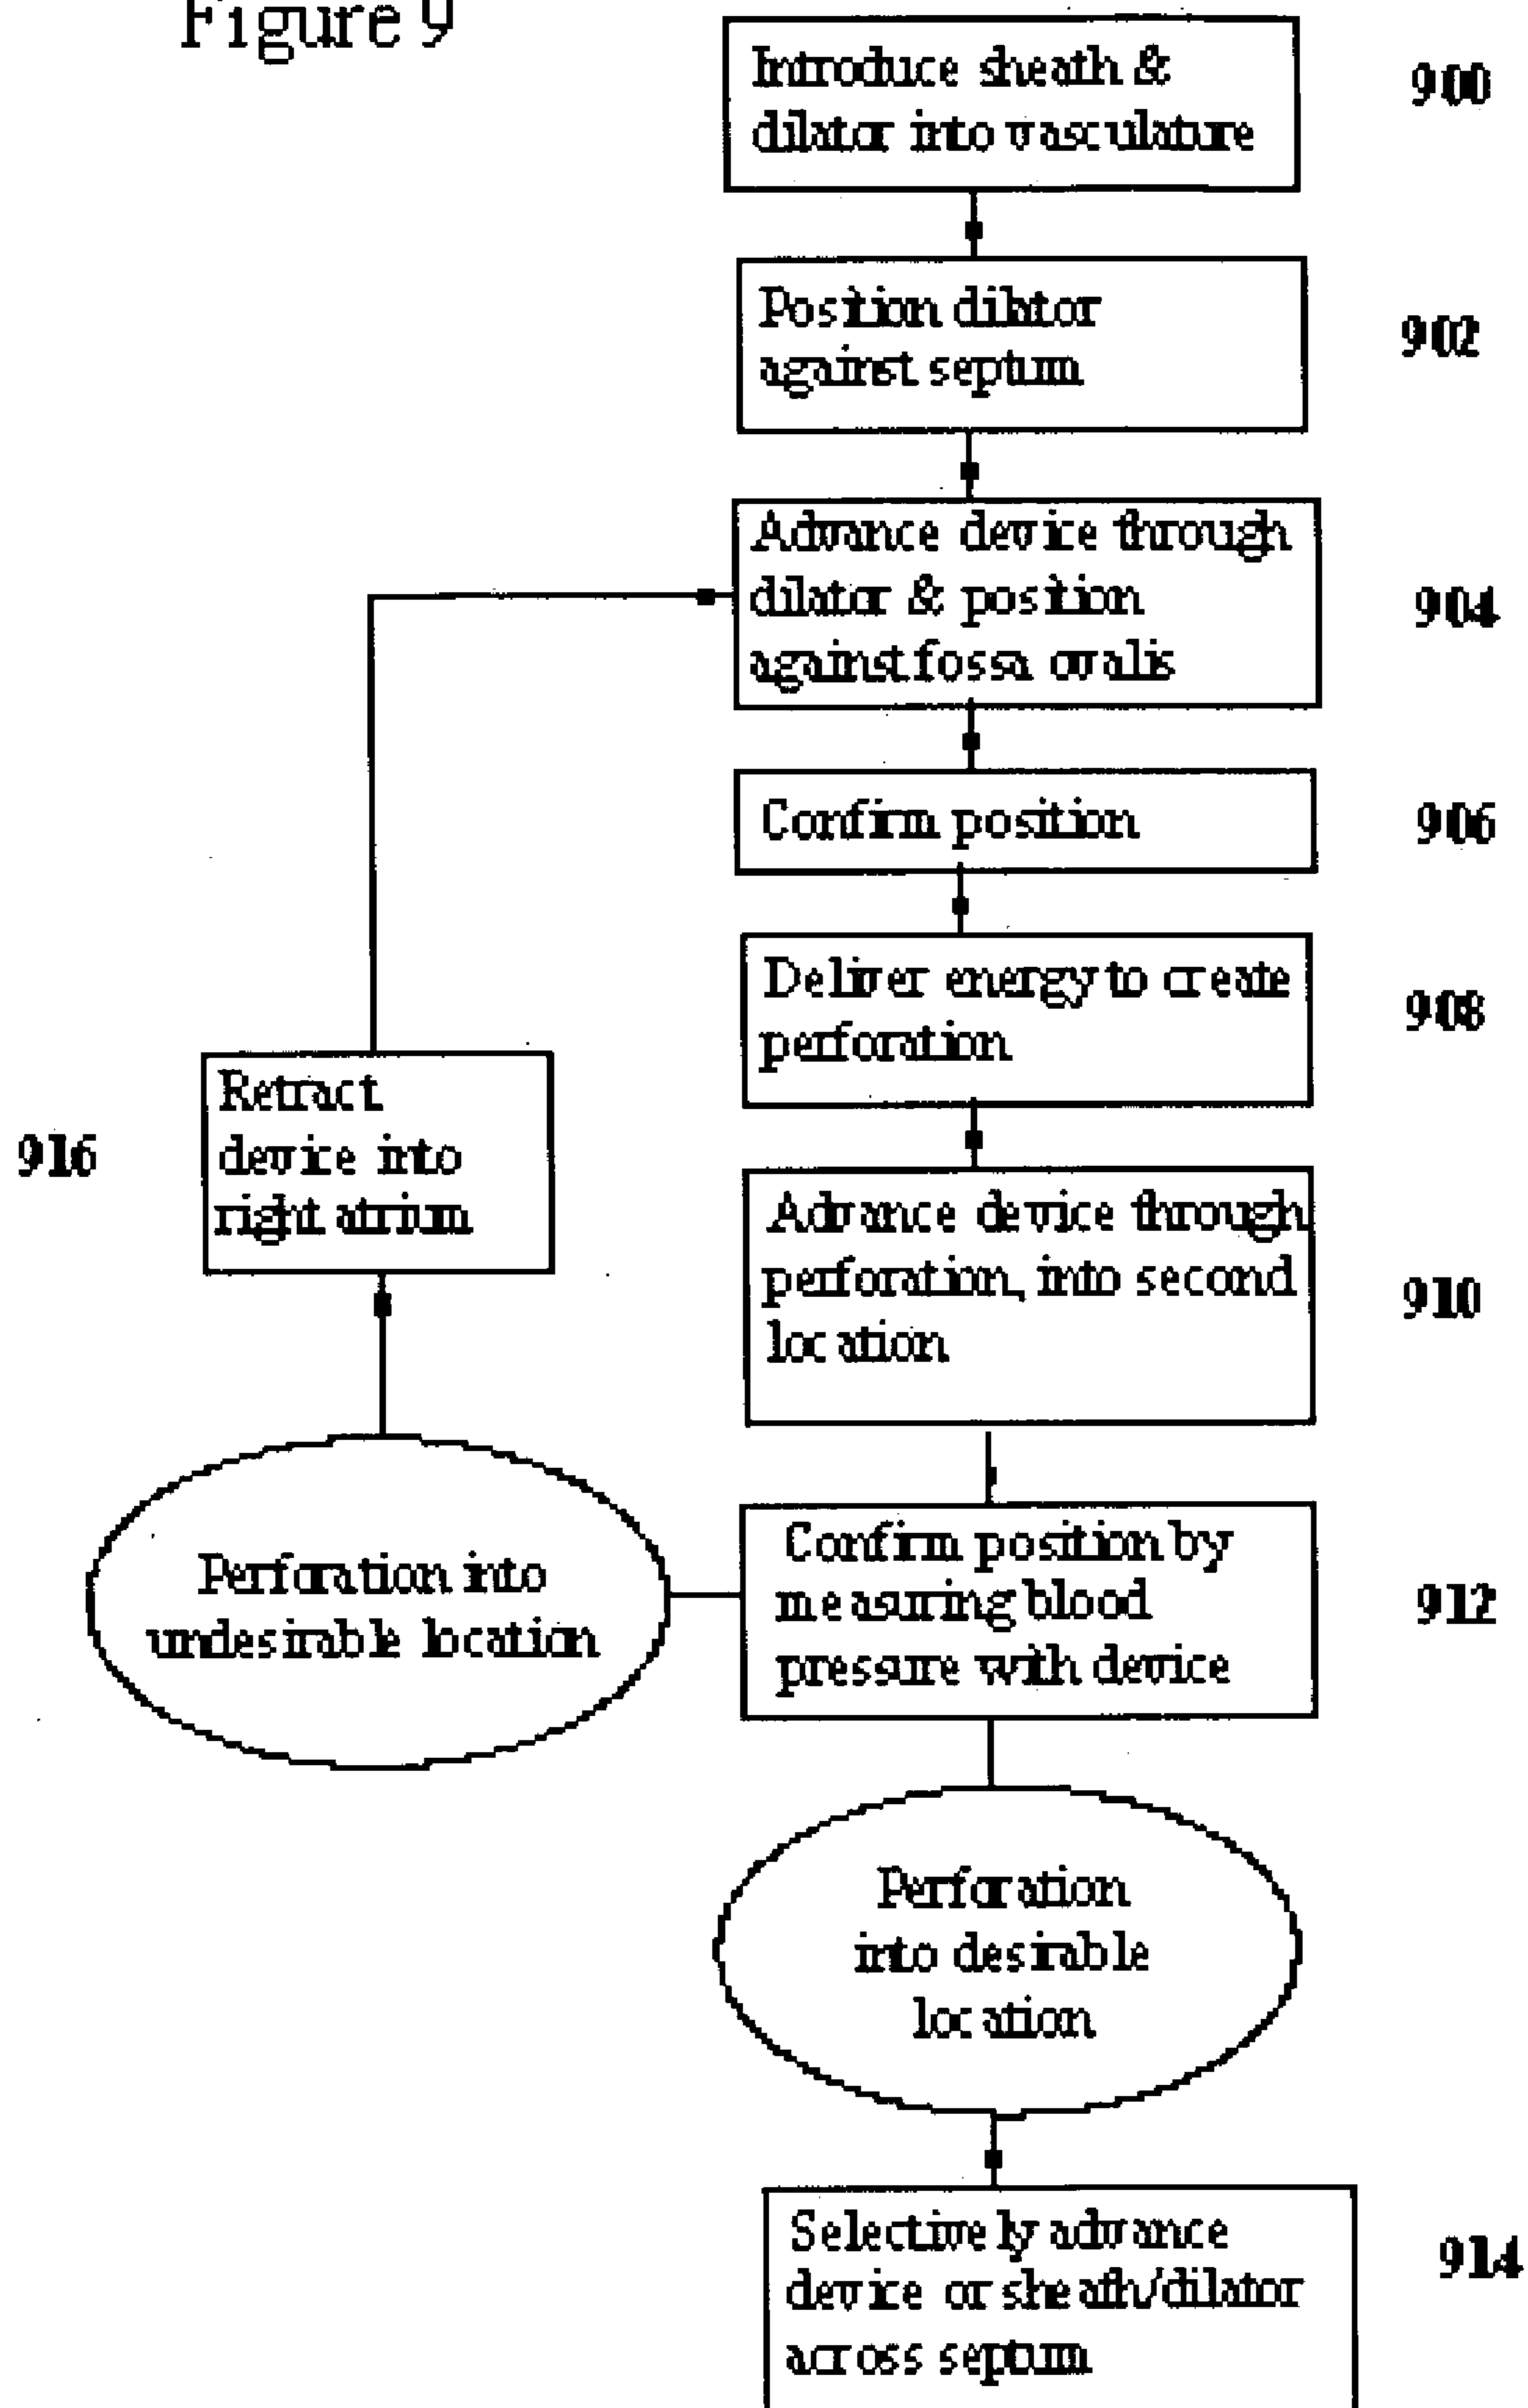 Figure 9
Introduce sheath &
dilator into vasculature
900
Position dilator
against septum
902
Advance device through
dilator & position
against fossa ovalis
904
Confirm position
906
Deliver energy to create
perforation
908
Retract
device into
right atrium
916
Advance device through
perforation, into second
location
910
Perforation into
undesirable location
Confirm position by
measuring blood
pressure with device
912
Perforation
into desirable
location
Selectively advance
device or sheath/dilator
across septum
914